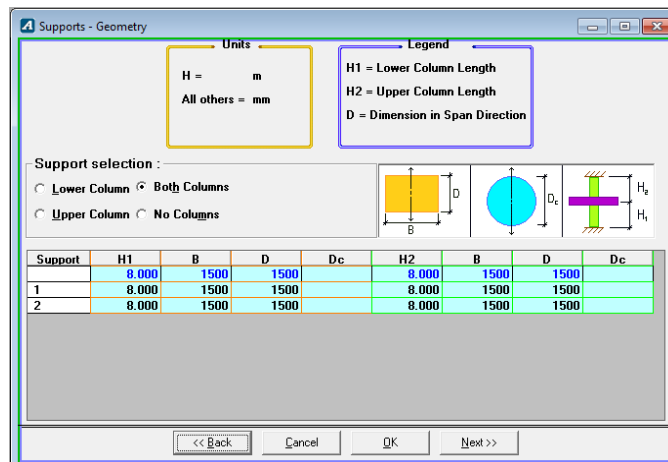 Supports - Geometry
Units
H = m
All others = mm
Legend
H1 = Lower Column Length
H2 = Upper Column Length
D = Dimension in Span Direction
Support selection :
Lower Column Both Columns
Upper Column No Columns
D
B
Dc
H2
H1
Support H1 B D Dc H2 B D Dc
8.000 1500 1500 8.000 1500 1500
1 8.000 1500 1500 8.000 1500 1500
2 8.000 1500 1500 8.000 1500 1500
<< Back Cancel OK Next >>